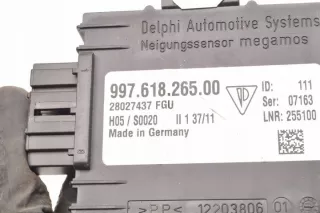 Delphi Automotive Systems
Neigungssensor megamos
997.618.265.00
ID: 111
28027437 FGU
Ser: 07163
H05 / S0020 II 1 37/11
LNR: 255100
Made in Germany
>PP< 12203806 01